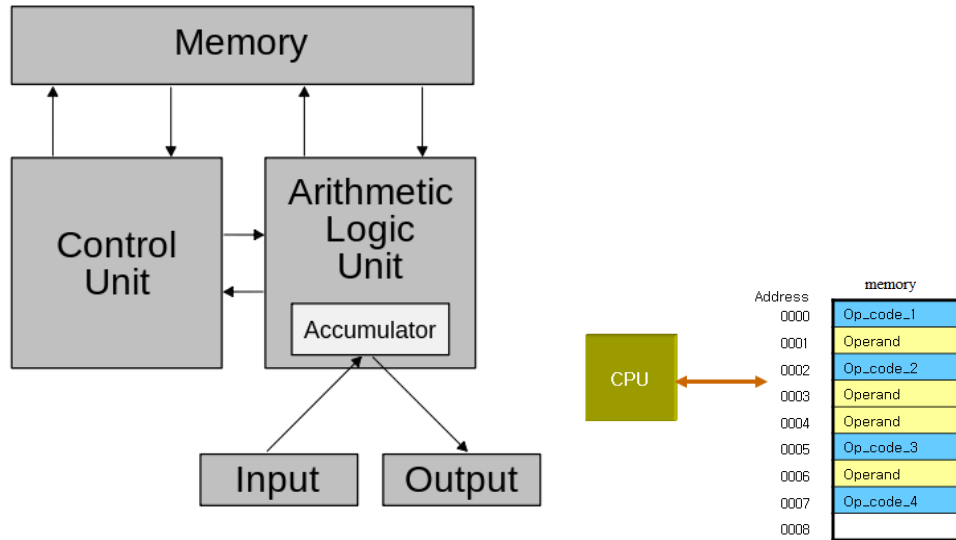 Memory
Control
Unit
Arithmetic
Logic
Unit
Accumulator
Input
Output
CPU
Address
memory
0000 Op_code_1
0001 Operand
0002 Op_code_2
0003 Operand
0004 Operand
0005 Op_code_3
0006 Operand
0007 Op_code_4
0008